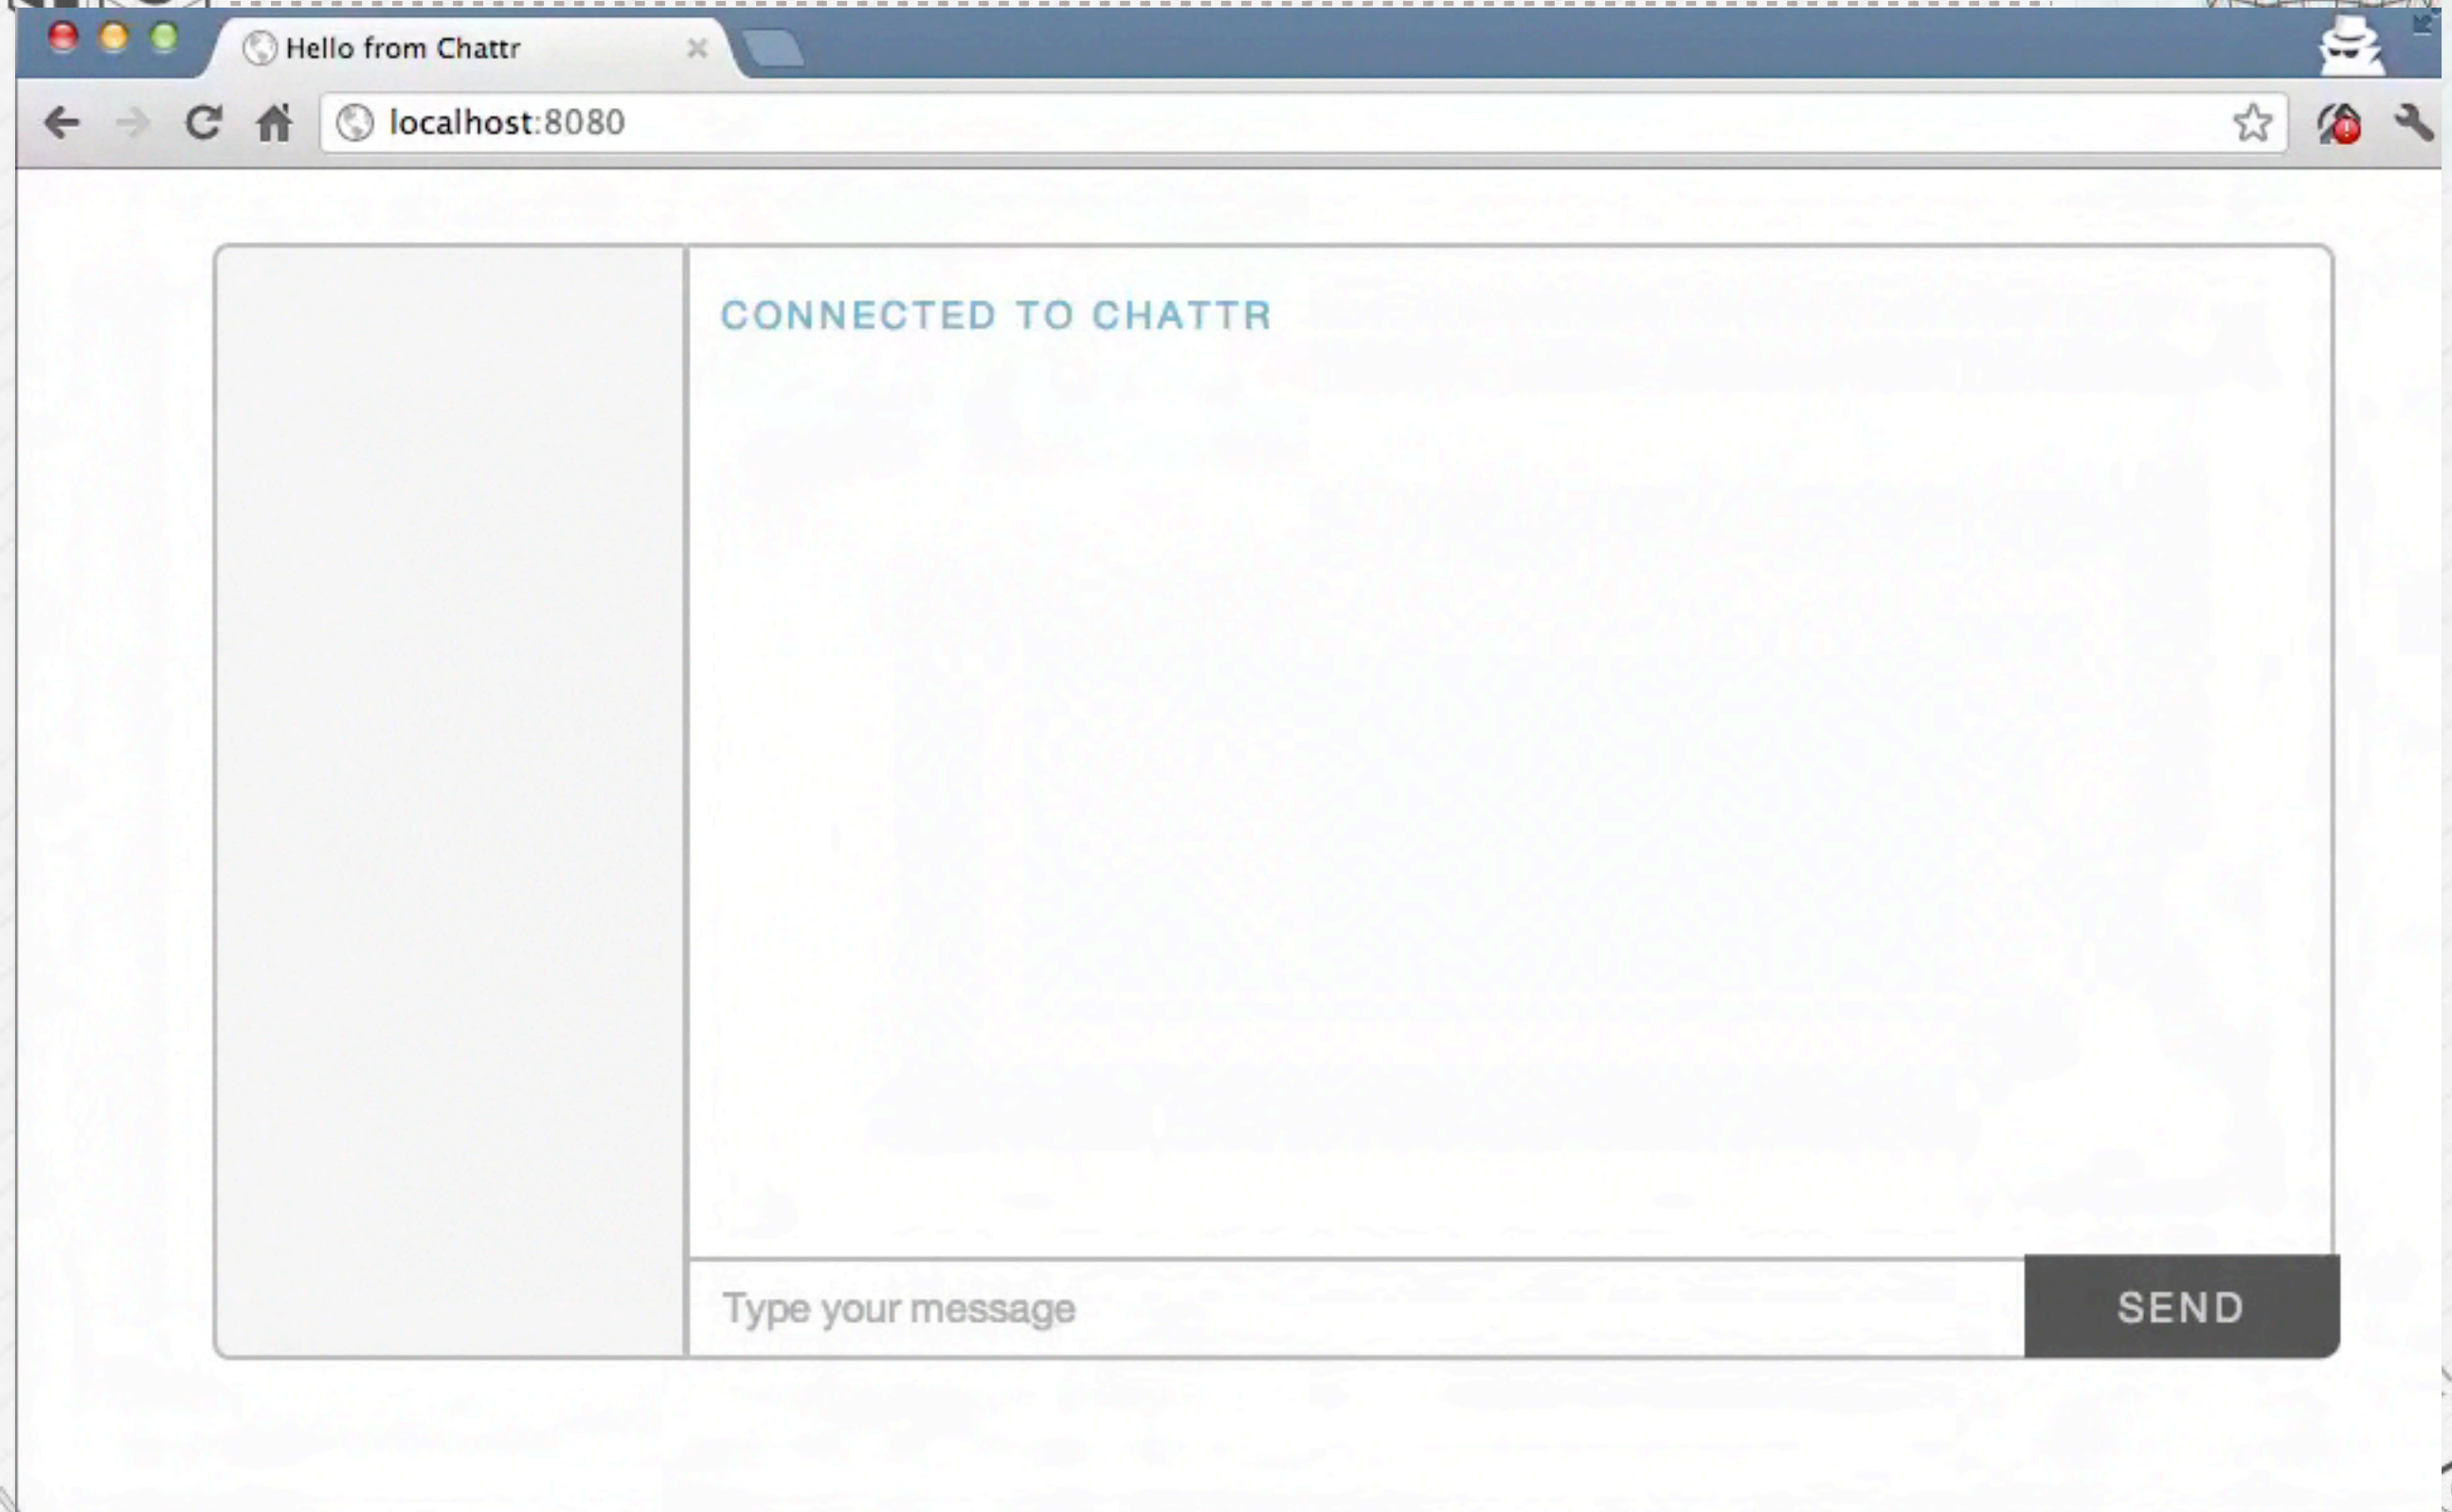 Hello from Chattr
localhost:8080
CONNECTED TO CHATTR
Type your message
SEND